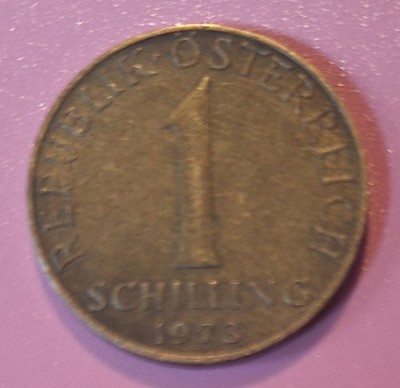 REPUBLIK·ÖSTERREICH
1
SCHILLING
1973